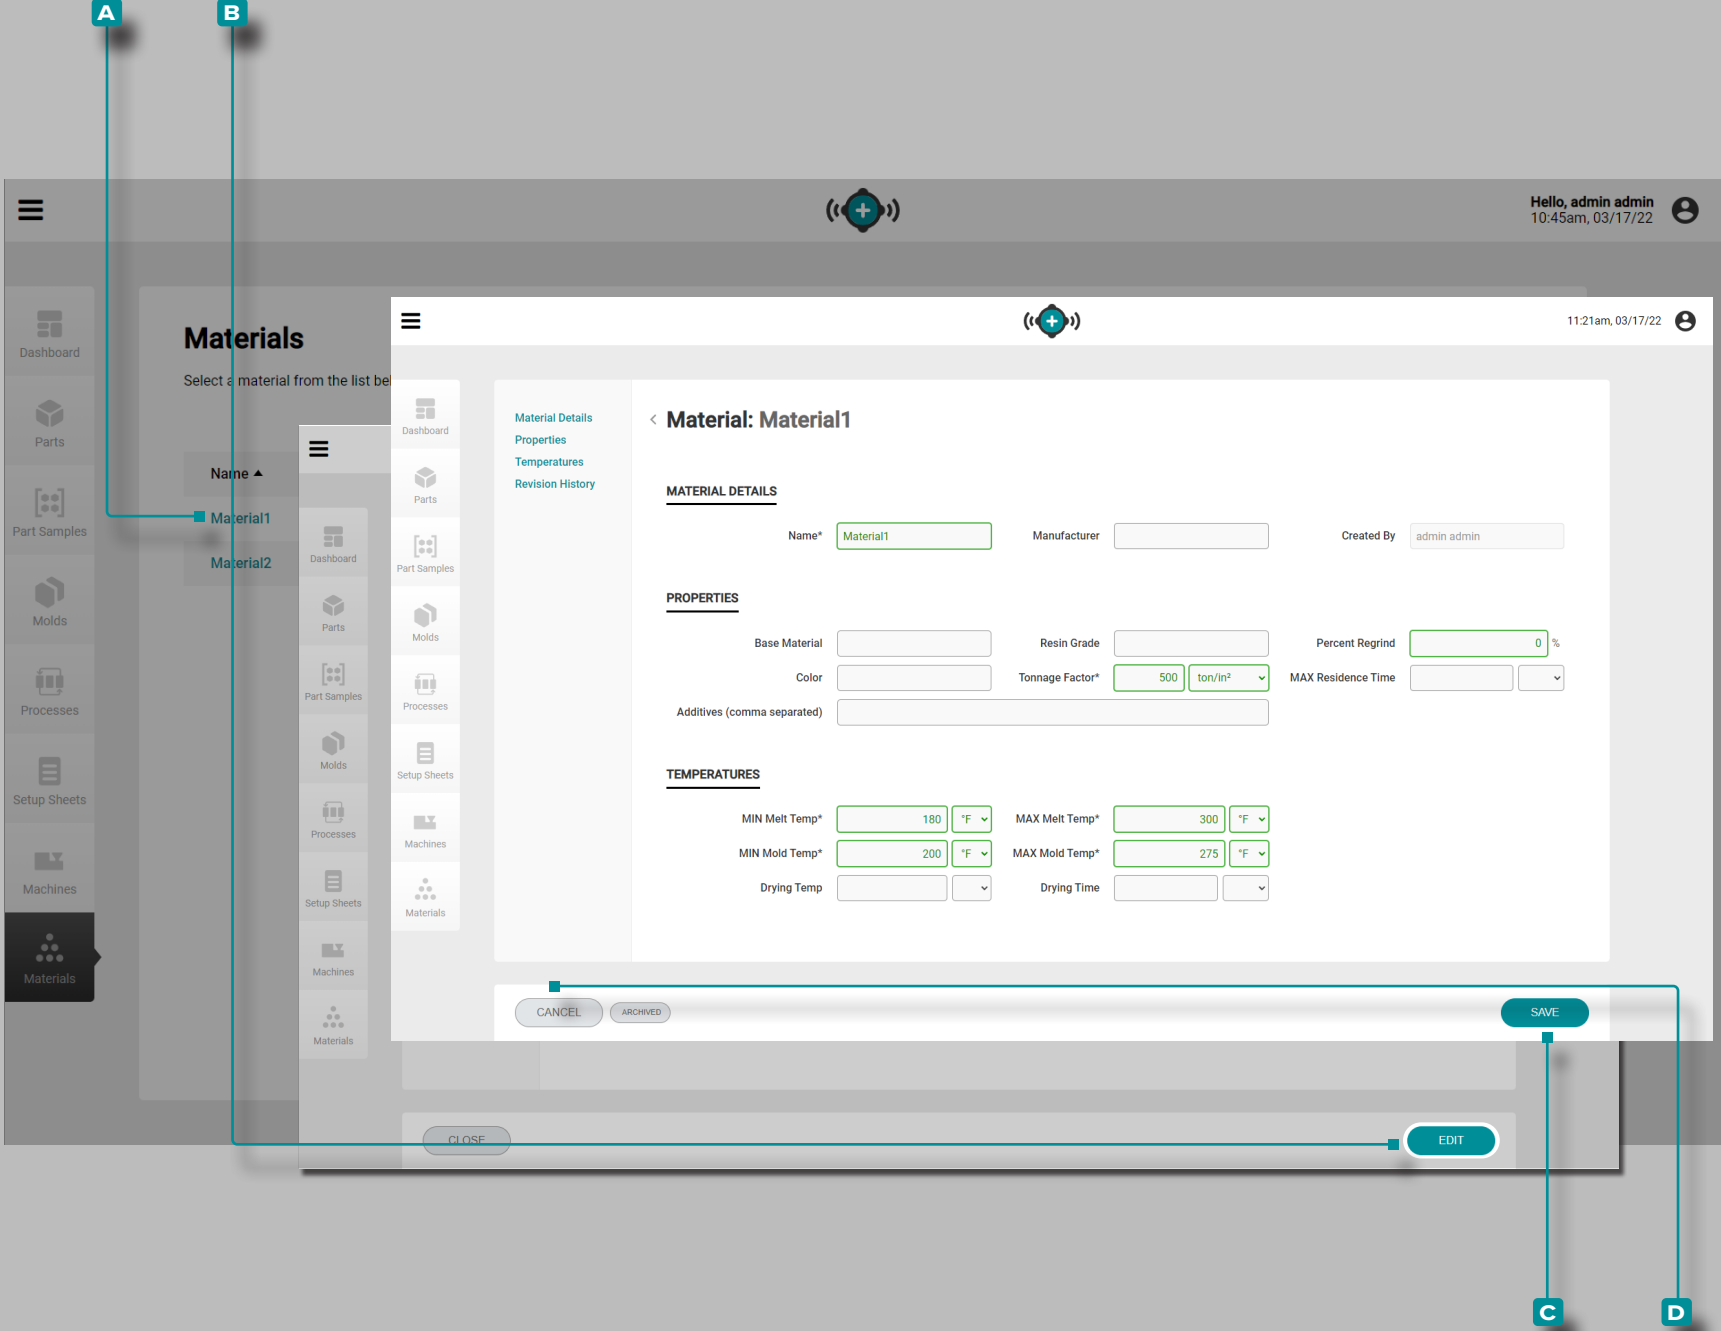 A
B
Hello, admin admin
10:45am, 03/17/22
Dashboard
Parts
Part Samples
Molds
Processes
Setup Sheets
Machines
Materials
Materials
Select a material from the list bel
Name
Material1
Material2
Dashboard
Parts
Part Samples
Molds
Processes
Setup Sheets
Machines
Materials
CLOSE
EDIT
11:21am, 03/17/22
Dashboard
Parts
Part Samples
Molds
Processes
Setup Sheets
Machines
Materials
Material Details
Properties
Temperatures
Revision History
< Material: Material1
MATERIAL DETAILS
Name* Material1 Manufacturer Created By admin admin
PROPERTIES
Base Material Resin Grade Percent Regrind 0 %
Color Tonnage Factor* 500 ton/in² MAX Residence Time
Additives (comma separated)
TEMPERATURES
MIN Melt Temp* 180 °F MAX Melt Temp* 300 °F
MIN Mold Temp* 200 °F MAX Mold Temp* 275 °F
Drying Temp Drying Time
CANCEL ARCHIVED SAVE
C
D